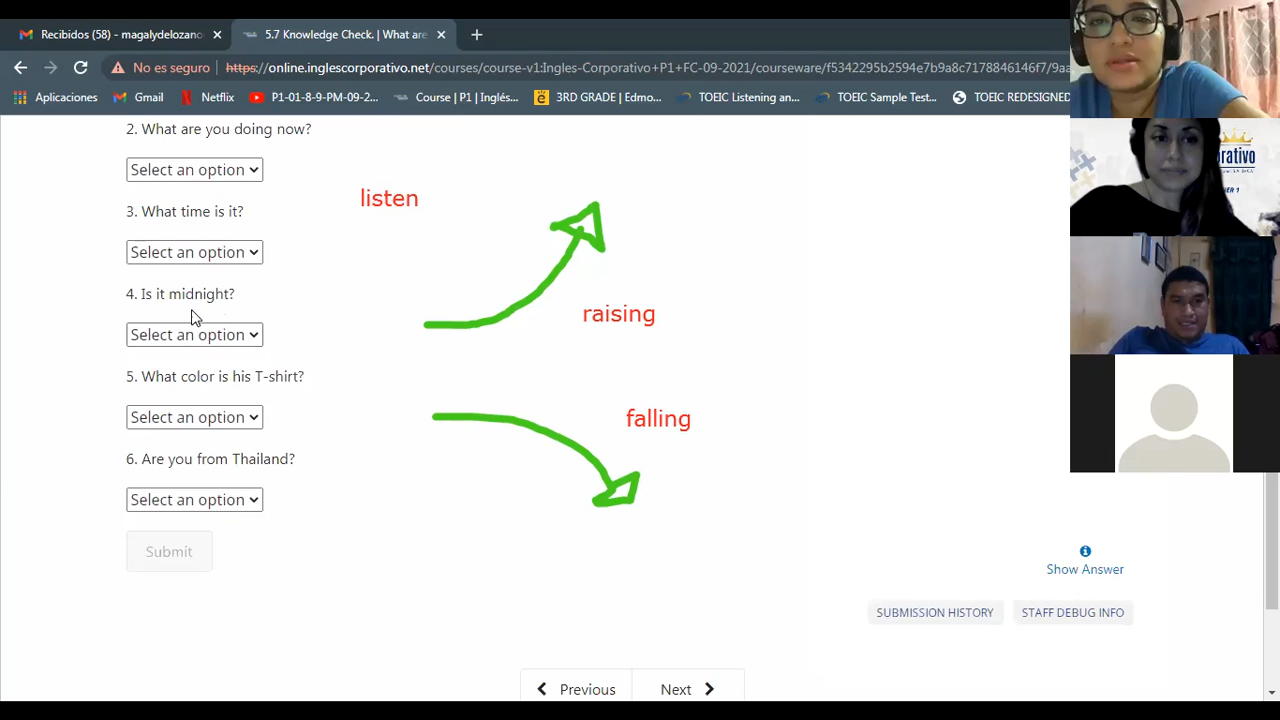 Recibidos (58) - magalydelozano
5.7 Knowledge Check. | What are
No es seguro
https://online.inglescorporativo.net/courses/course-v1:Ingles-Corporativo+P1+FC-09-2021/courseware/f5342295b2594e7b9a8c7178846146f7/9aa
Aplicaciones
Gmail
Netflix
P1-01-8-9-PM-09-2...
Course | P1 | Inglés...
3RD GRADE | Edmo...
TOEIC Listening an...
TOEIC Sample Test...
TOEIC REDESIGNED
2. What are you doing now?
Select an option
listen
3. What time is it?
Select an option
4. Is it midnight?
raising
Select an option
5. What color is his T-shirt?
Select an option
falling
6. Are you from Thailand?
Select an option
Submit
Show Answer
SUBMISSION HISTORY
STAFF DEBUG INFO
Previous
Next